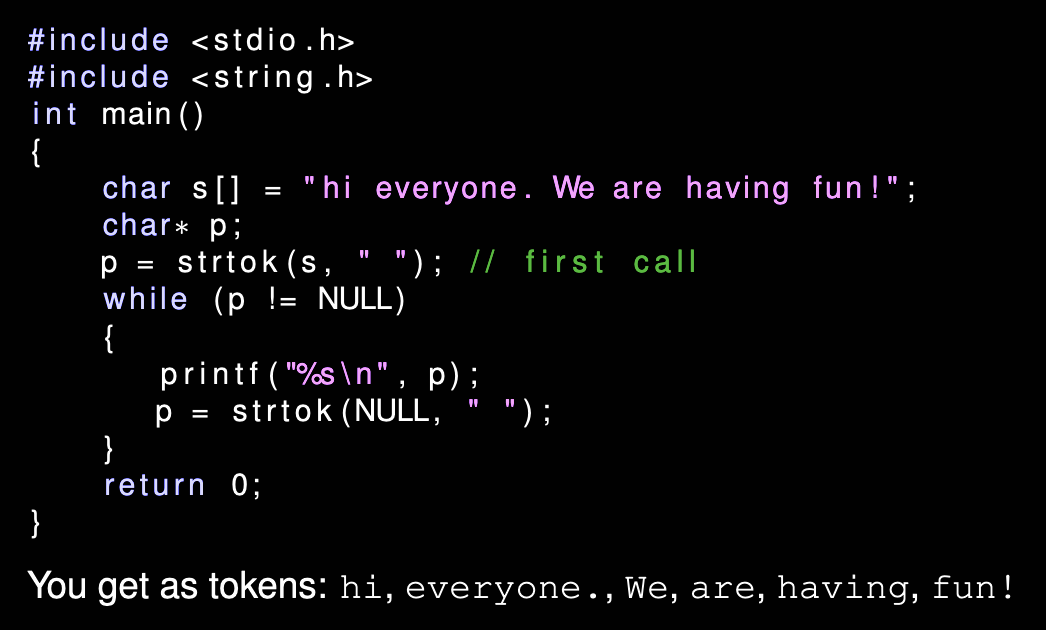 #include <stdio.h>
#include <string.h>
int main()
{
    char s[] = "hi everyone. We are having fun!";
    char* p;
    p = strtok(s, " "); // first call
    while (p != NULL)
    {
        printf("%s\n", p);
        p = strtok(NULL, " ");
    }
    return 0;
}
You get as tokens: hi, everyone., We, are, having, fun!